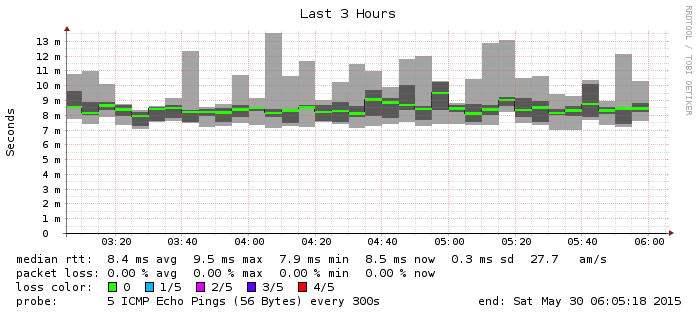 Last 3 Hours
RRDTOOL / TOBI OETIKER
Seconds
13 m
12 m
11 m
10 m
9 m
8 m
7 m
6 m
5 m
4 m
3 m
2 m
1 m
0
03:20 03:40 04:00 04:20 04:40 05:00 05:20 05:40 06:00
median rtt: 8.4 ms avg 9.5 ms max 7.9 ms min 8.5 ms now 0.3 ms sd 27.7 am/s
packet loss: 0.00 % avg 0.00 % max 0.00 % min 0.00 % now
loss color: 0 1/5 2/5 3/5 4/5
probe: 5 ICMP Echo Pings (56 Bytes) every 300s end: Sat May 30 06:05:18 2015